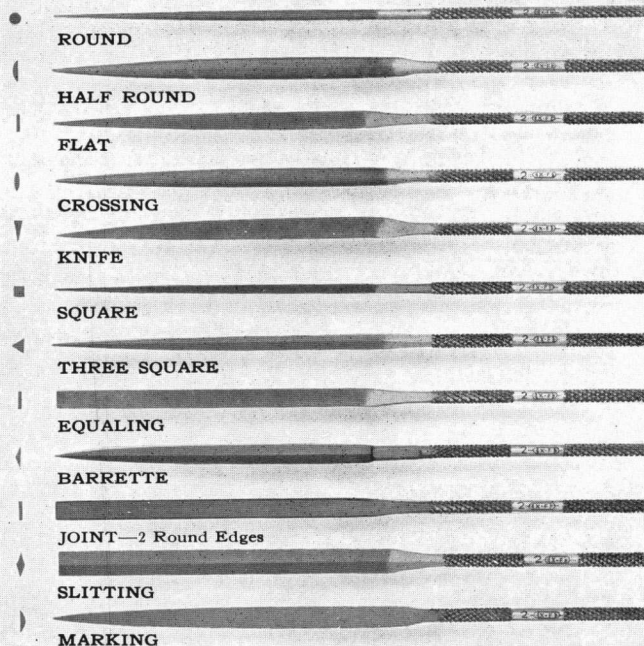 ROUND
HALF ROUND
FLAT
CROSSING
KNIFE
SQUARE
THREE SQUARE
EQUALING
BARRETTE
JOINT—2 Round Edges
SLITTING
MARKING